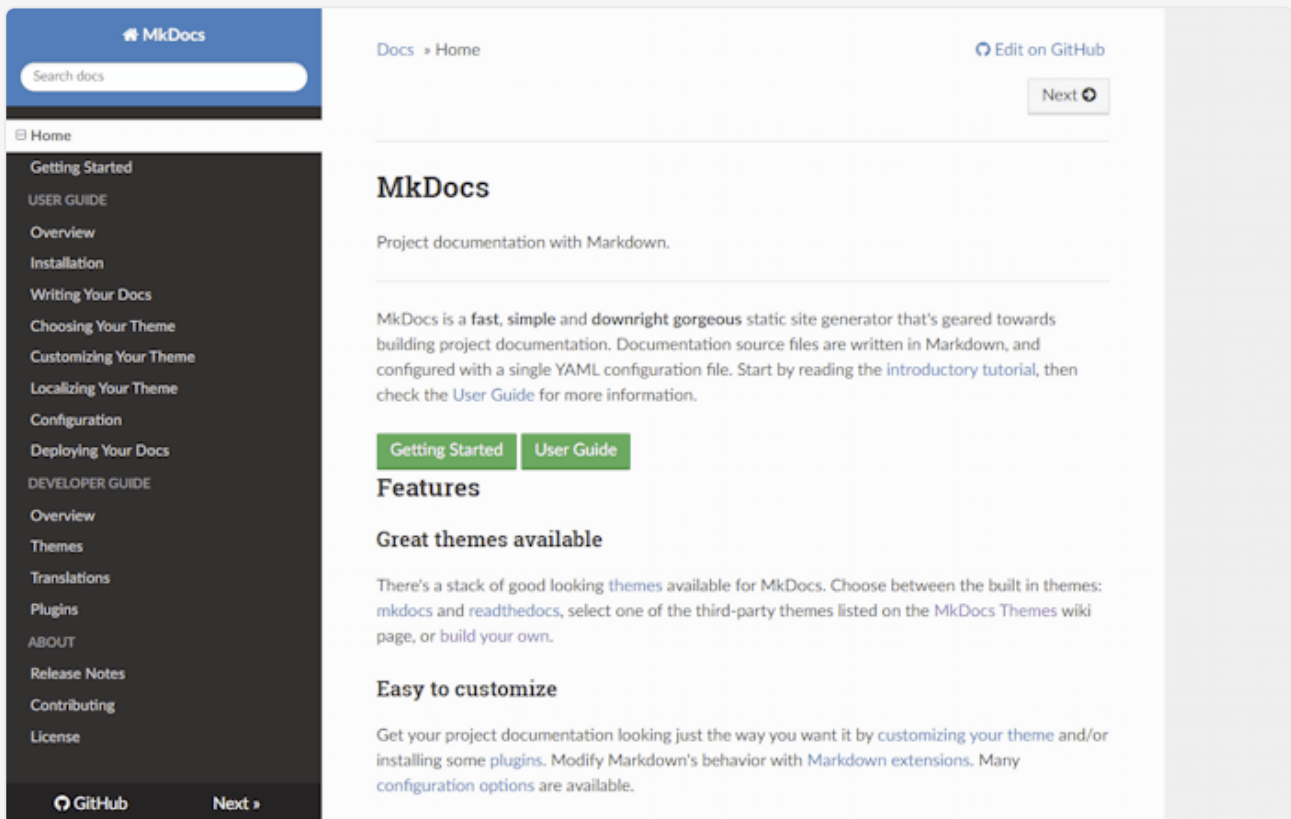 MkDocs
Search docs
Home
Getting Started
USER GUIDE
Overview
Installation
Writing Your Docs
Choosing Your Theme
Customizing Your Theme
Localizing Your Theme
Configuration
Deploying Your Docs
DEVELOPER GUIDE
Overview
Themes
Translations
Plugins
ABOUT
Release Notes
Contributing
License
GitHub Next »
Docs » Home Edit on GitHub
Next
MkDocs
Project documentation with Markdown.
MkDocs is a fast, simple and downright gorgeous static site generator that's geared towards
building project documentation. Documentation source files are written in Markdown, and
configured with a single YAML configuration file. Start by reading the introductory tutorial, then
check the User Guide for more information.
Getting Started User Guide
Features
Great themes available
There's a stack of good looking themes available for MkDocs. Choose between the built in themes:
mkdocs and readthedocs, select one of the third-party themes listed on the MkDocs Themes wiki
page, or build your own.
Easy to customize
Get your project documentation looking just the way you want it by customizing your theme and/or
installing some plugins. Modify Markdown's behavior with Markdown extensions. Many
configuration options are available.